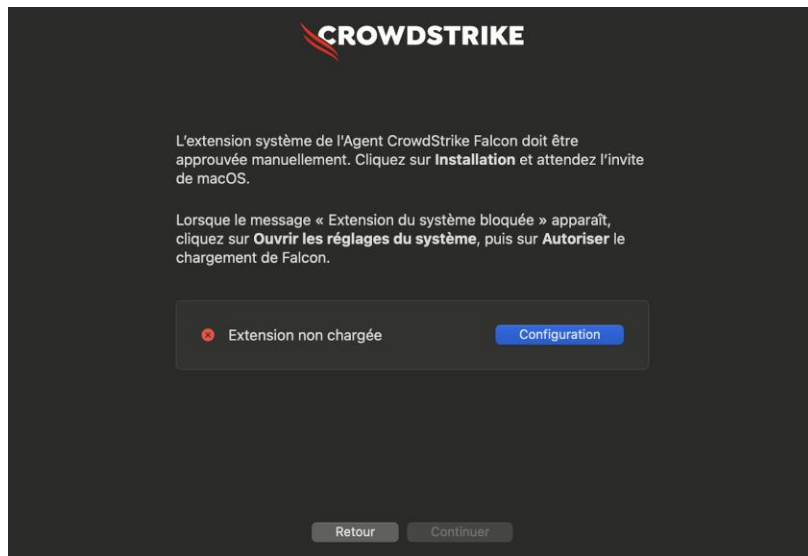 CROWDSTRIKE
L’extension système de l'Agent CrowdStrike Falcon doit être
approuvée manuellement. Cliquez sur Installation et attendez l’invite
de macOS.
Lorsque le message « Extension du système bloquée » apparaît,
cliquez sur Ouvrir les réglages du système, puis sur Autoriser le
chargement de Falcon.
Extension non chargée
Configuration
Retour
Continuer